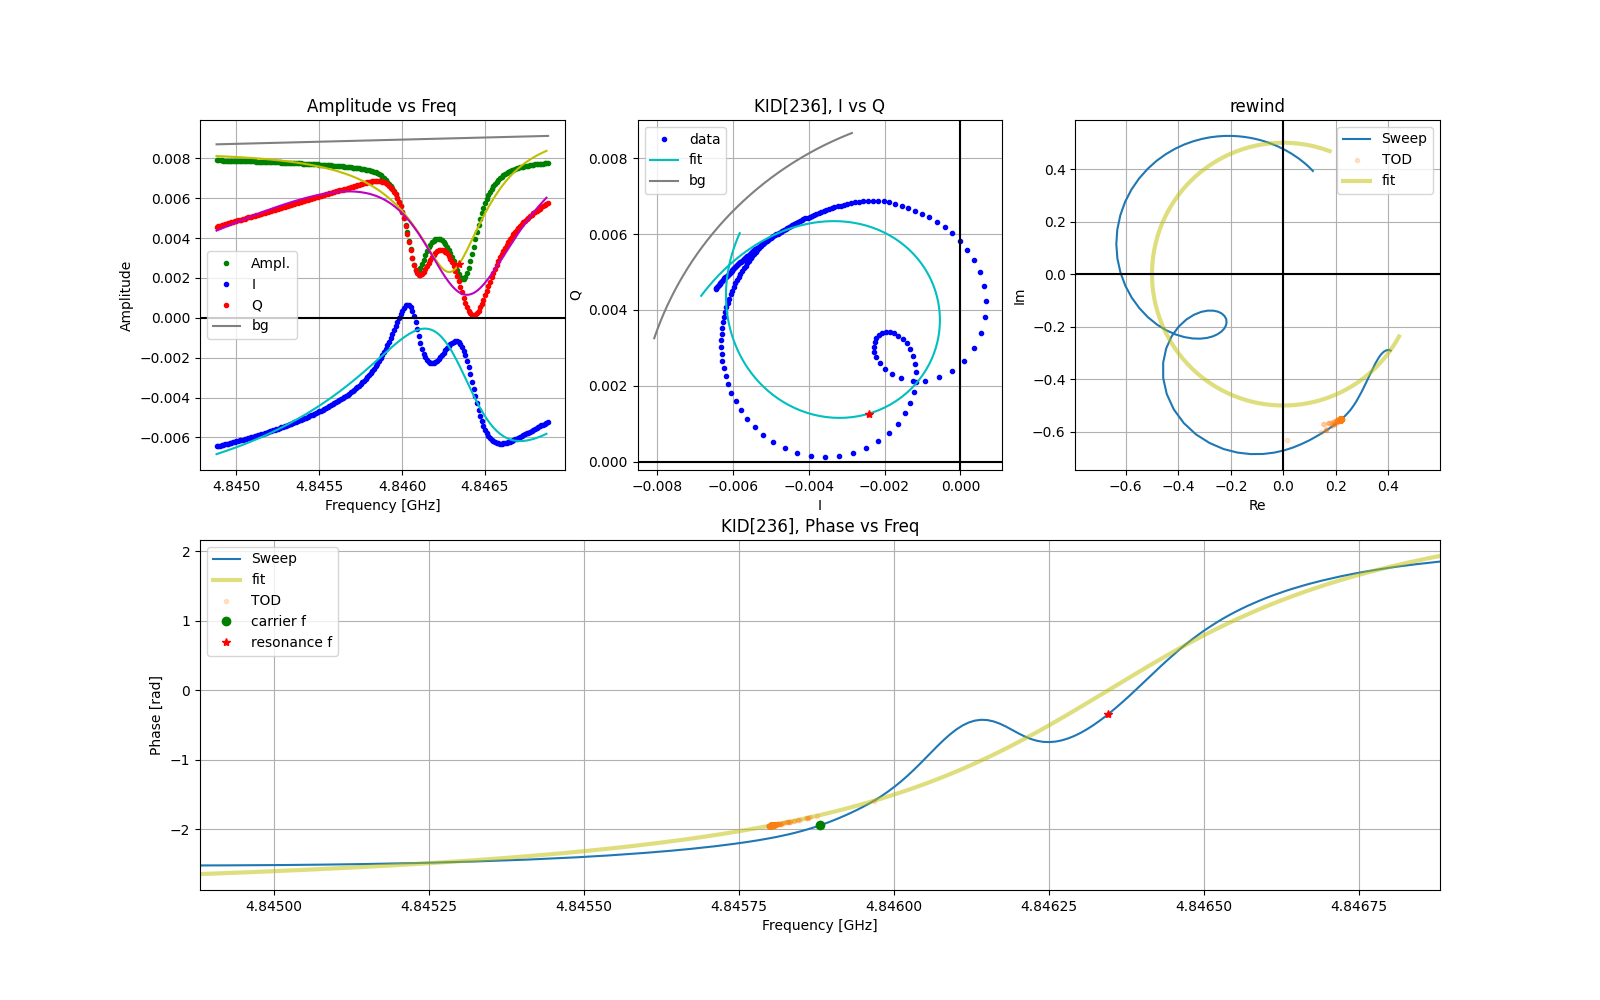 Amplitude vs Freq
Amplitude
0.008
0.006
0.004
0.002
0.000
−0.002
−0.004
−0.006
Ampl.
I
Q
bg
4.8450
4.8455
4.8460
4.8465
Frequency [GHz]
KID[236], I vs Q
Q
0.008
0.006
0.004
0.002
0.000
data
fit
bg
−0.008
−0.006
−0.004
−0.002
0.000
I
rewind
Im
0.4
0.2
0.0
−0.2
−0.4
−0.6
Sweep
TOD
fit
−0.6
−0.4
−0.2
0.0
0.2
0.4
Re
KID[236], Phase vs Freq
Phase [rad]
2
1
0
−1
−2
Sweep
fit
TOD
carrier f
resonance f
4.84500
4.84525
4.84550
4.84575
4.84600
4.84625
4.84650
4.84675
Frequency [GHz]